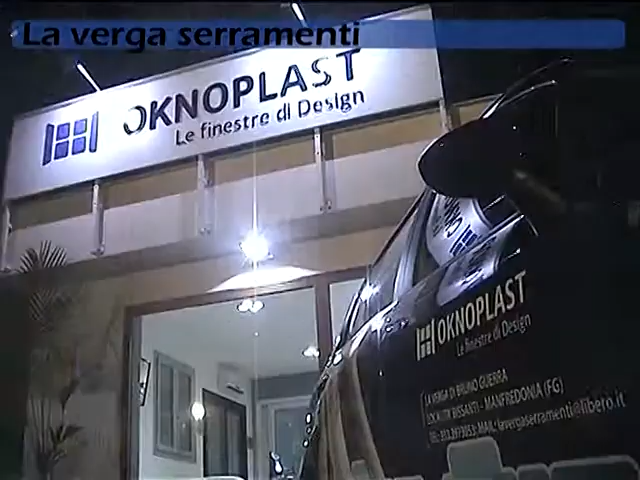 La verga serramenti
OKNOPLAST
Le finestre di Design
OKNOPLAST
Le finestre di Design
LA VERGA DI BRUNO GUERRA
MANFREDONIA (FG)
lavergaserramenti@libero.it